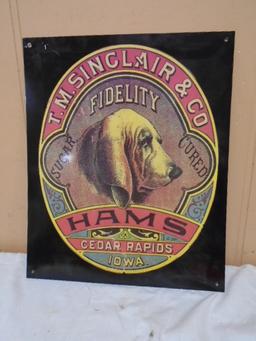 T.M. SINCLAIR & CO
FIDELITY
SUGAR CURED
HAMS
CEDAR RAPIDS
IOWA